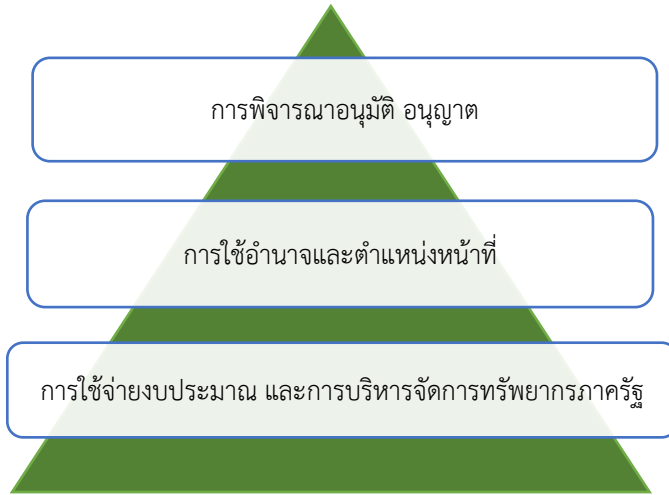 การพิจารณาอนุมัติ อนุญาต
การใช้อำนาจและตำแหน่งหน้าที่
การใช้จ่ายงบประมาณ และการบริหารจัดการทรัพยากรภาครัฐ